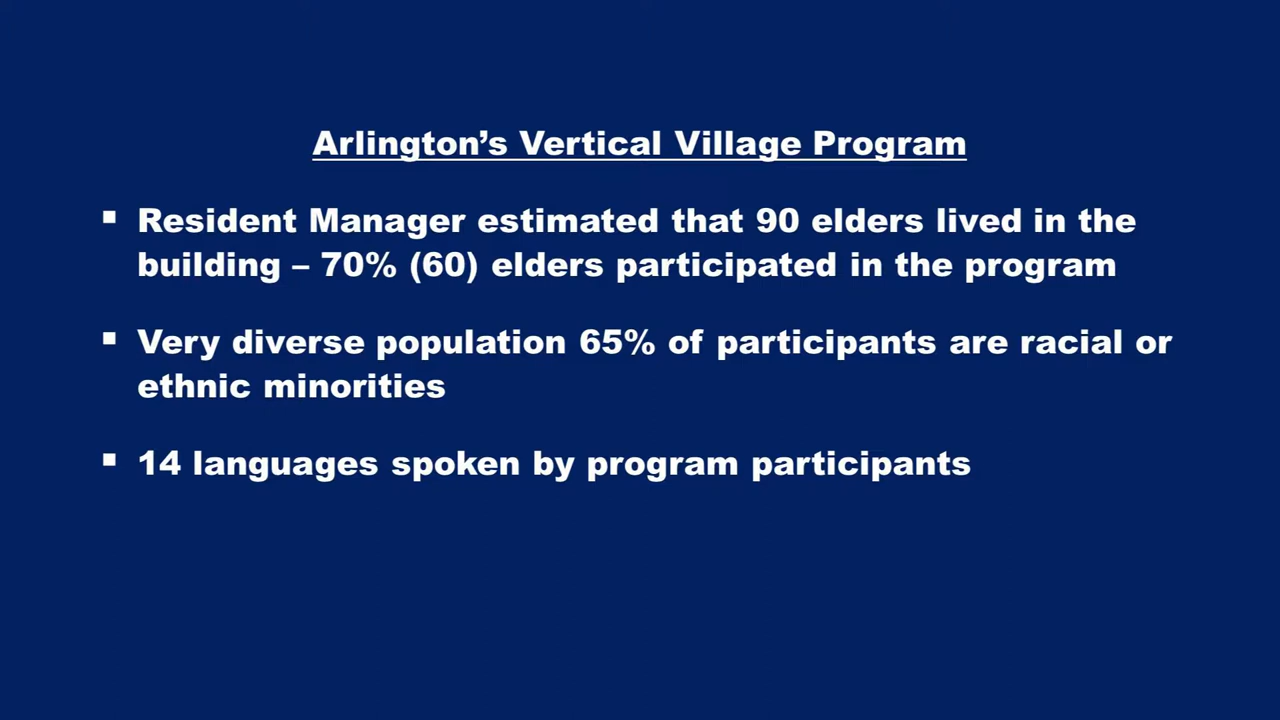 Arlington’s Vertical Village Program
▪ Resident Manager estimated that 90 elders lived in the
building – 70% (60) elders participated in the program
▪ Very diverse population 65% of participants are racial or
ethnic minorities
▪ 14 languages spoken by program participants